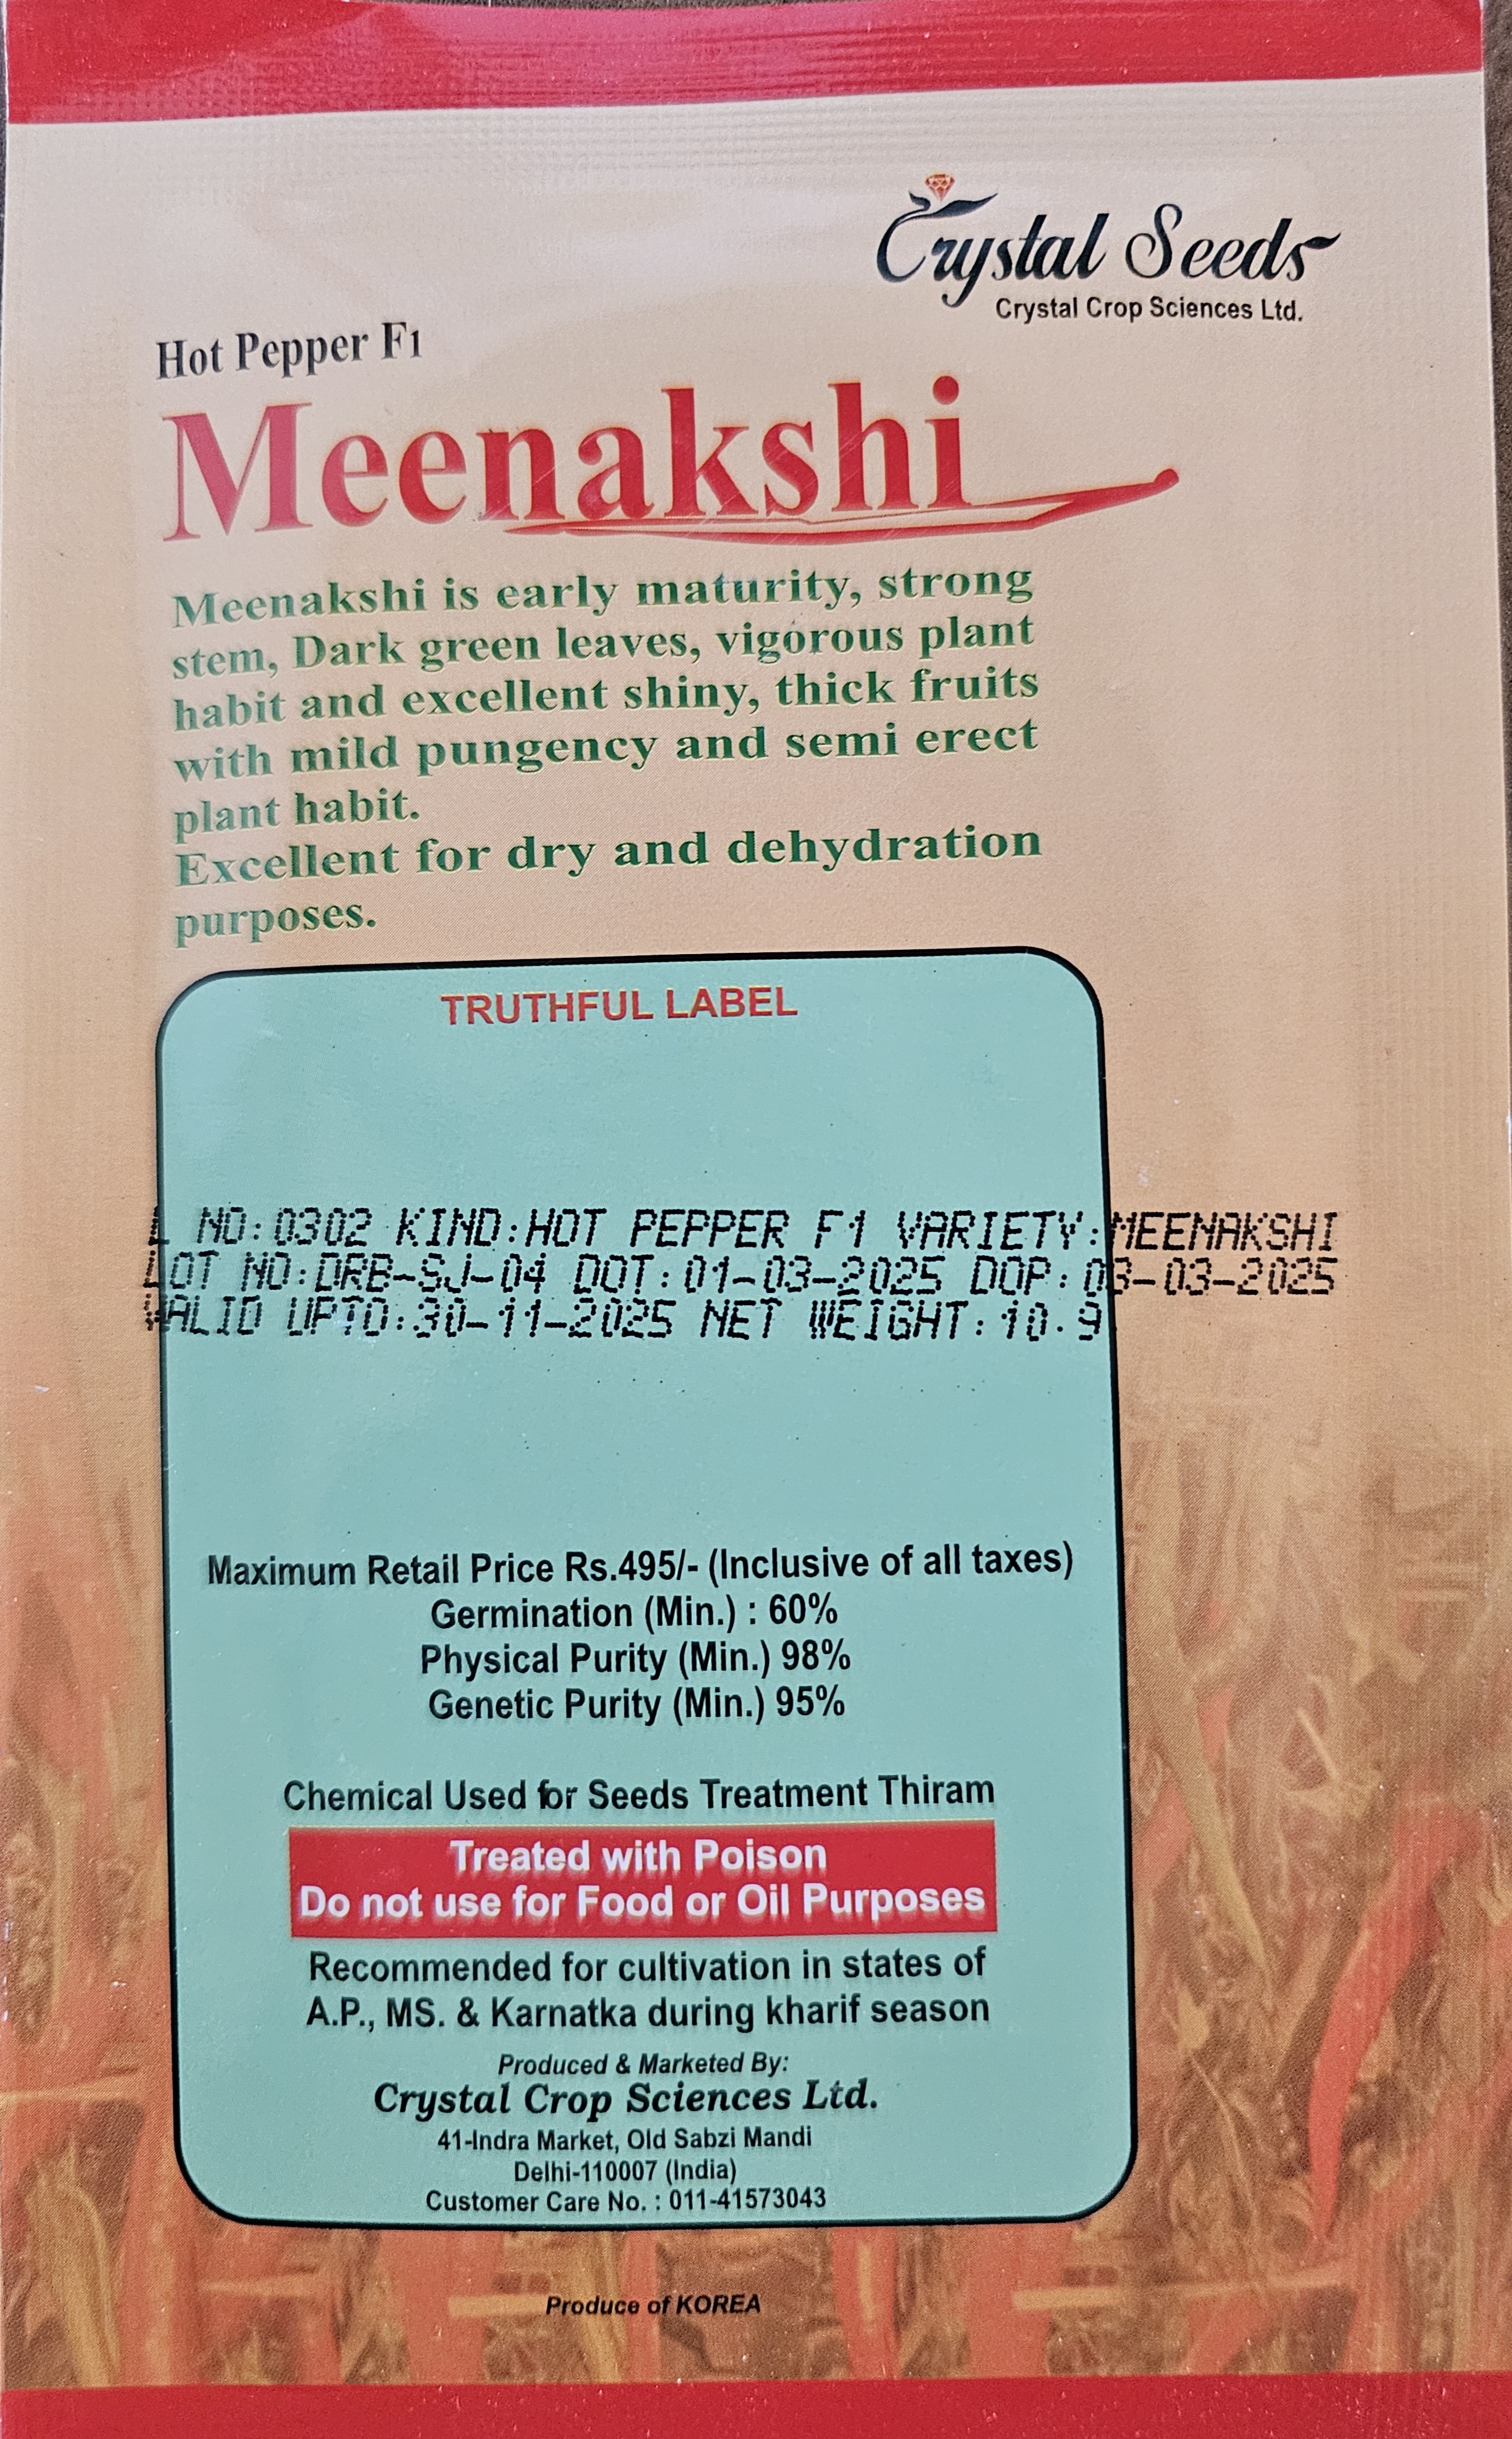 Crystal Seeds
Crystal Crop Sciences Ltd.
Hot Pepper F1
Meenakshi
Meenakshi is early maturity, strong
stem, Dark green leaves, vigorous plant
habit and excellent shiny, thick fruits
with mild pungency and semi erect
plant habit.
Excellent for dry and dehydration
purposes.
TRUTHFUL LABEL
L NO:0302 KIND:HOT PEPPER F1 VARIETY:MEENAKSHI
LOT NO:DRB-SJ-04 DOT:01-03-2025 DOP:03-03-2025
VALID UPTO:30-11-2025 NET WEIGHT:10.9
Maximum Retail Price Rs.495/- (Inclusive of all taxes)
Germination (Min.) : 60%
Physical Purity (Min.) 98%
Genetic Purity (Min.) 95%
Chemical Used for Seeds Treatment Thiram
Treated with Poison
Do not use for Food or Oil Purposes
Recommended for cultivation in states of
A.P., MS. & Karnatka during kharif season
Produced & Marketed By:
Crystal Crop Sciences Ltd.
41-Indra Market, Old Sabzi Mandi
Delhi-110007 (India)
Customer Care No. : 011-41573043
Produce of KOREA